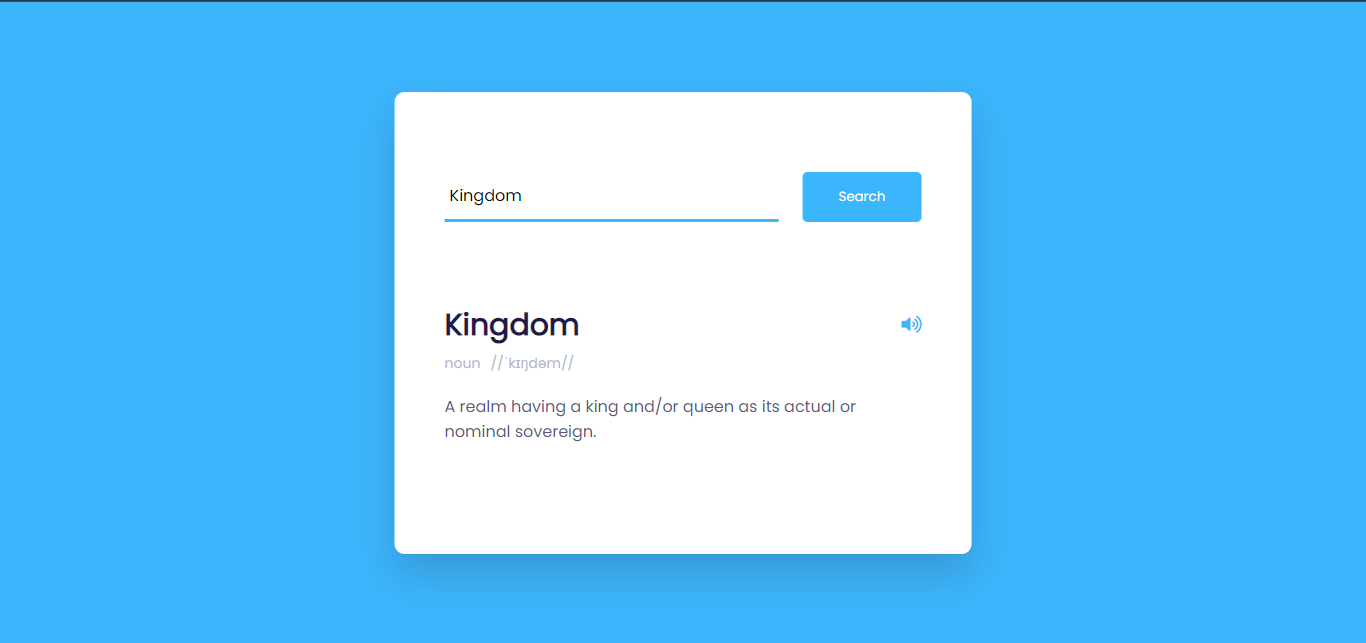 Kingdom
Search
Kingdom
noun //ˈkɪŋdəm//
A realm having a king and/or queen as its actual or
nominal sovereign.